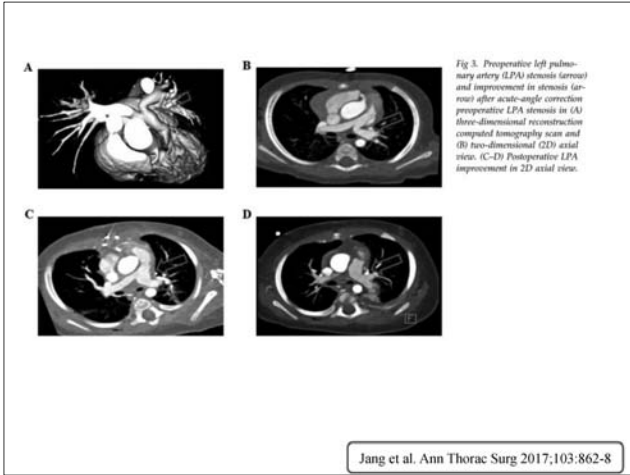 A
B
Fig 3. Preoperative left pulmo-
nary artery (LPA) stenosis (arrow)
and improvement in stenosis (ar-
row) after acute-angle correction
preoperative LPA stenosis in (A)
three-dimensional reconstruction
computed tomography scan and
(B) two-dimensional (2D) axial
view. (C–D) Postoperative LPA
improvement in 2D axial view.
C
D
Jang et al. Ann Thorac Surg 2017;103:862-8